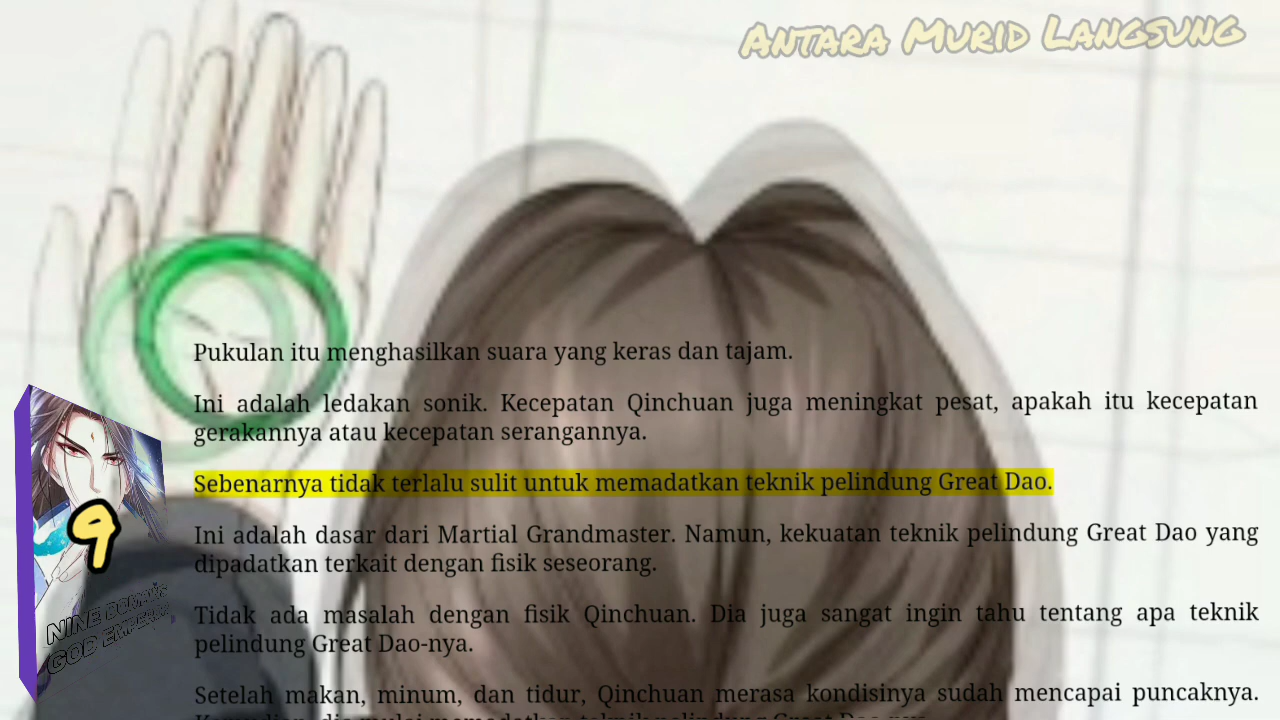 Antara Murid Langsung
Pukulan itu menghasilkan suara yang keras dan tajam.
Ini adalah ledakan sonik. Kecepatan Qinchuan juga meningkat pesat, apakah itu kecepatan
gerakannya atau kecepatan serangannya.
Sebenarnya tidak terlalu sulit untuk memadatkan teknik pelindung Great Dao.
Ini adalah dasar dari Martial Grandmaster. Namun, kekuatan teknik pelindung Great Dao yang
dipadatkan terkait dengan fisik seseorang.
Tidak ada masalah dengan fisik Qinchuan. Dia juga sangat ingin tahu tentang apa teknik
pelindung Great Dao-nya.
Setelah makan, minum, dan tidur, Qinchuan merasa kondisinya sudah mencapai puncaknya.
9
NINE
GOD EMPEROR